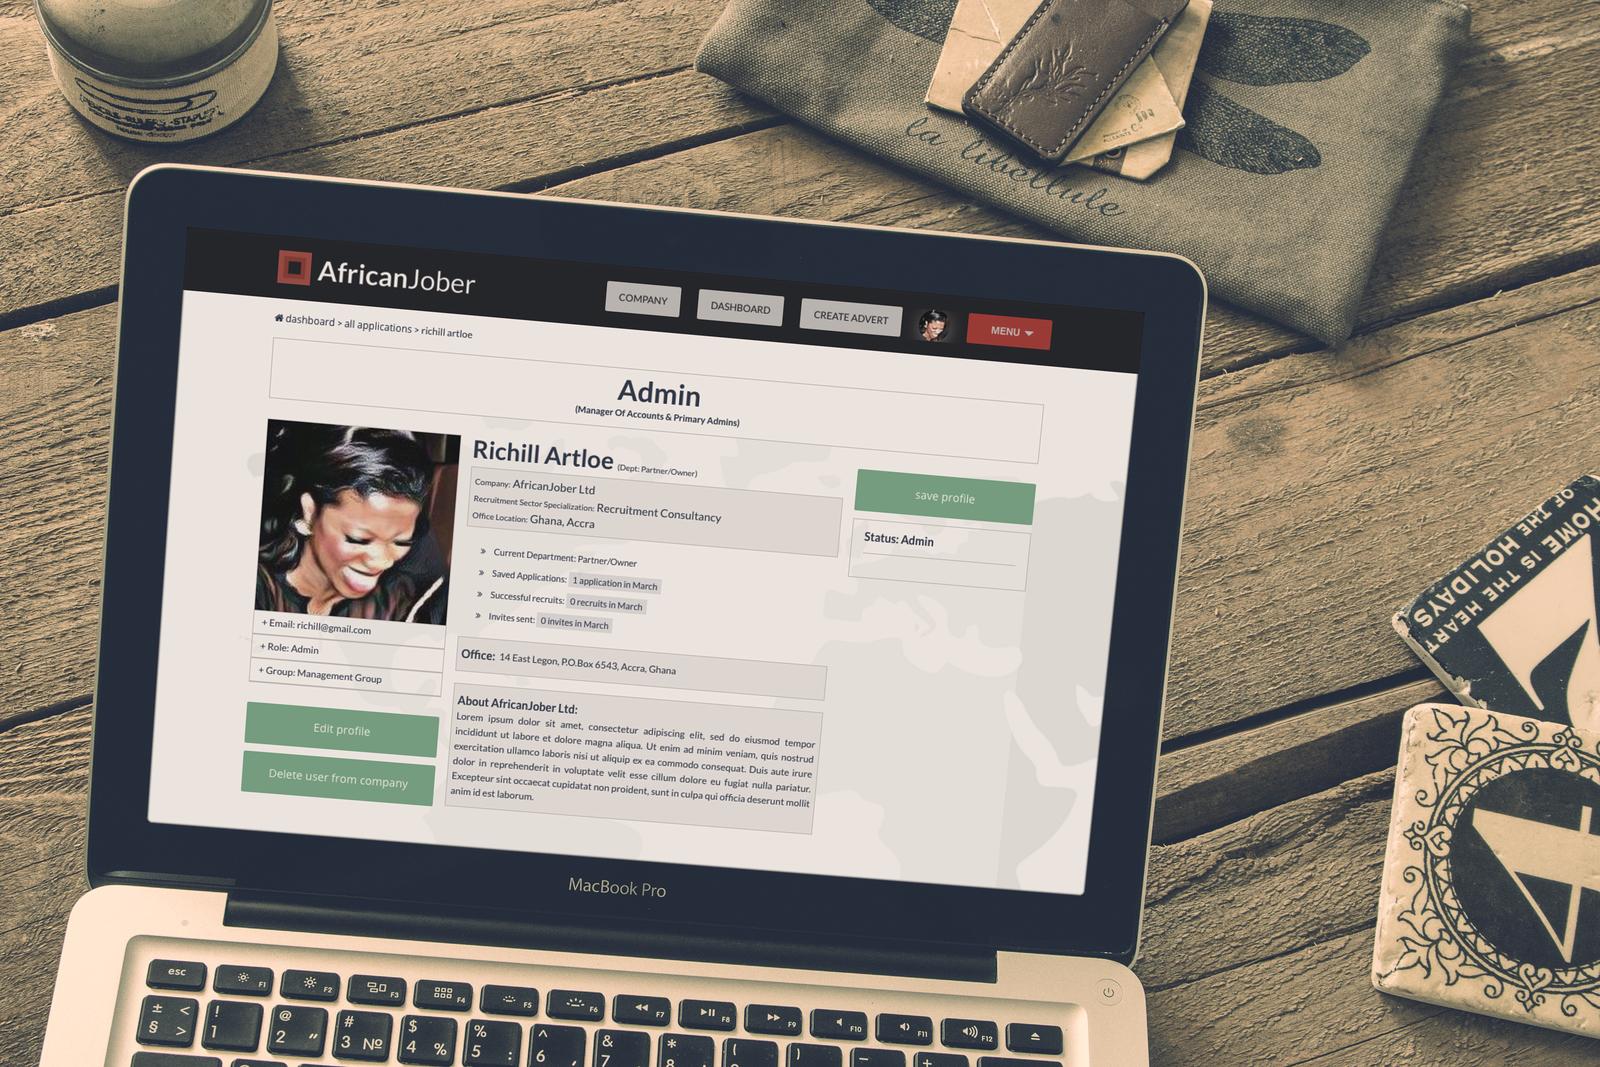 la libellule
AfricanJober
COMPANY
DASHBOARD
CREATE ADVERT
MENU
dashboard > all applications > richill artloe
Admin
(Manager Of Accounts & Primary Admins)
Richill Artloe (Dept: Partner/Owner)
Company: AfricanJober Ltd
Recruitment Sector Specialization: Recruitment Consultancy
Office Location: Ghana, Accra
save profile
Status: Admin
» Current Department: Partner/Owner
» Saved Applications: 1 application in March
» Successful recruits: 0 recruits in March
» Invites sent: 0 invites in March
+ Email: richill@gmail.com
+ Role: Admin
+ Group: Management Group
Office: 14 East Legon, P.O.Box 6543, Accra, Ghana
Edit profile
Delete user from company
About AfricanJober Ltd:
Lorem ipsum dolor sit amet, consectetur adipiscing elit, sed do eiusmod tempor
incididunt ut labore et dolore magna aliqua. Ut enim ad minim veniam, quis nostrud
exercitation ullamco laboris nisi ut aliquip ex ea commodo consequat. Duis aute irure
dolor in reprehenderit in voluptate velit esse cillum dolore eu fugiat nulla pariatur.
Excepteur sint occaecat cupidatat non proident, sunt in culpa qui officia deserunt mollit
anim id est laborum.
HOME IS THE HEART
OF THE HOLIDAYS
MacBook Pro
esc F1 F2 F3 F4 F5 F6 F7 F8 F9 F10 F11 F12
± < ! @ # $ % ^ & * ( ) – +
§ > 1 2 " 3 № 4 % 5 : 6 , 7 8